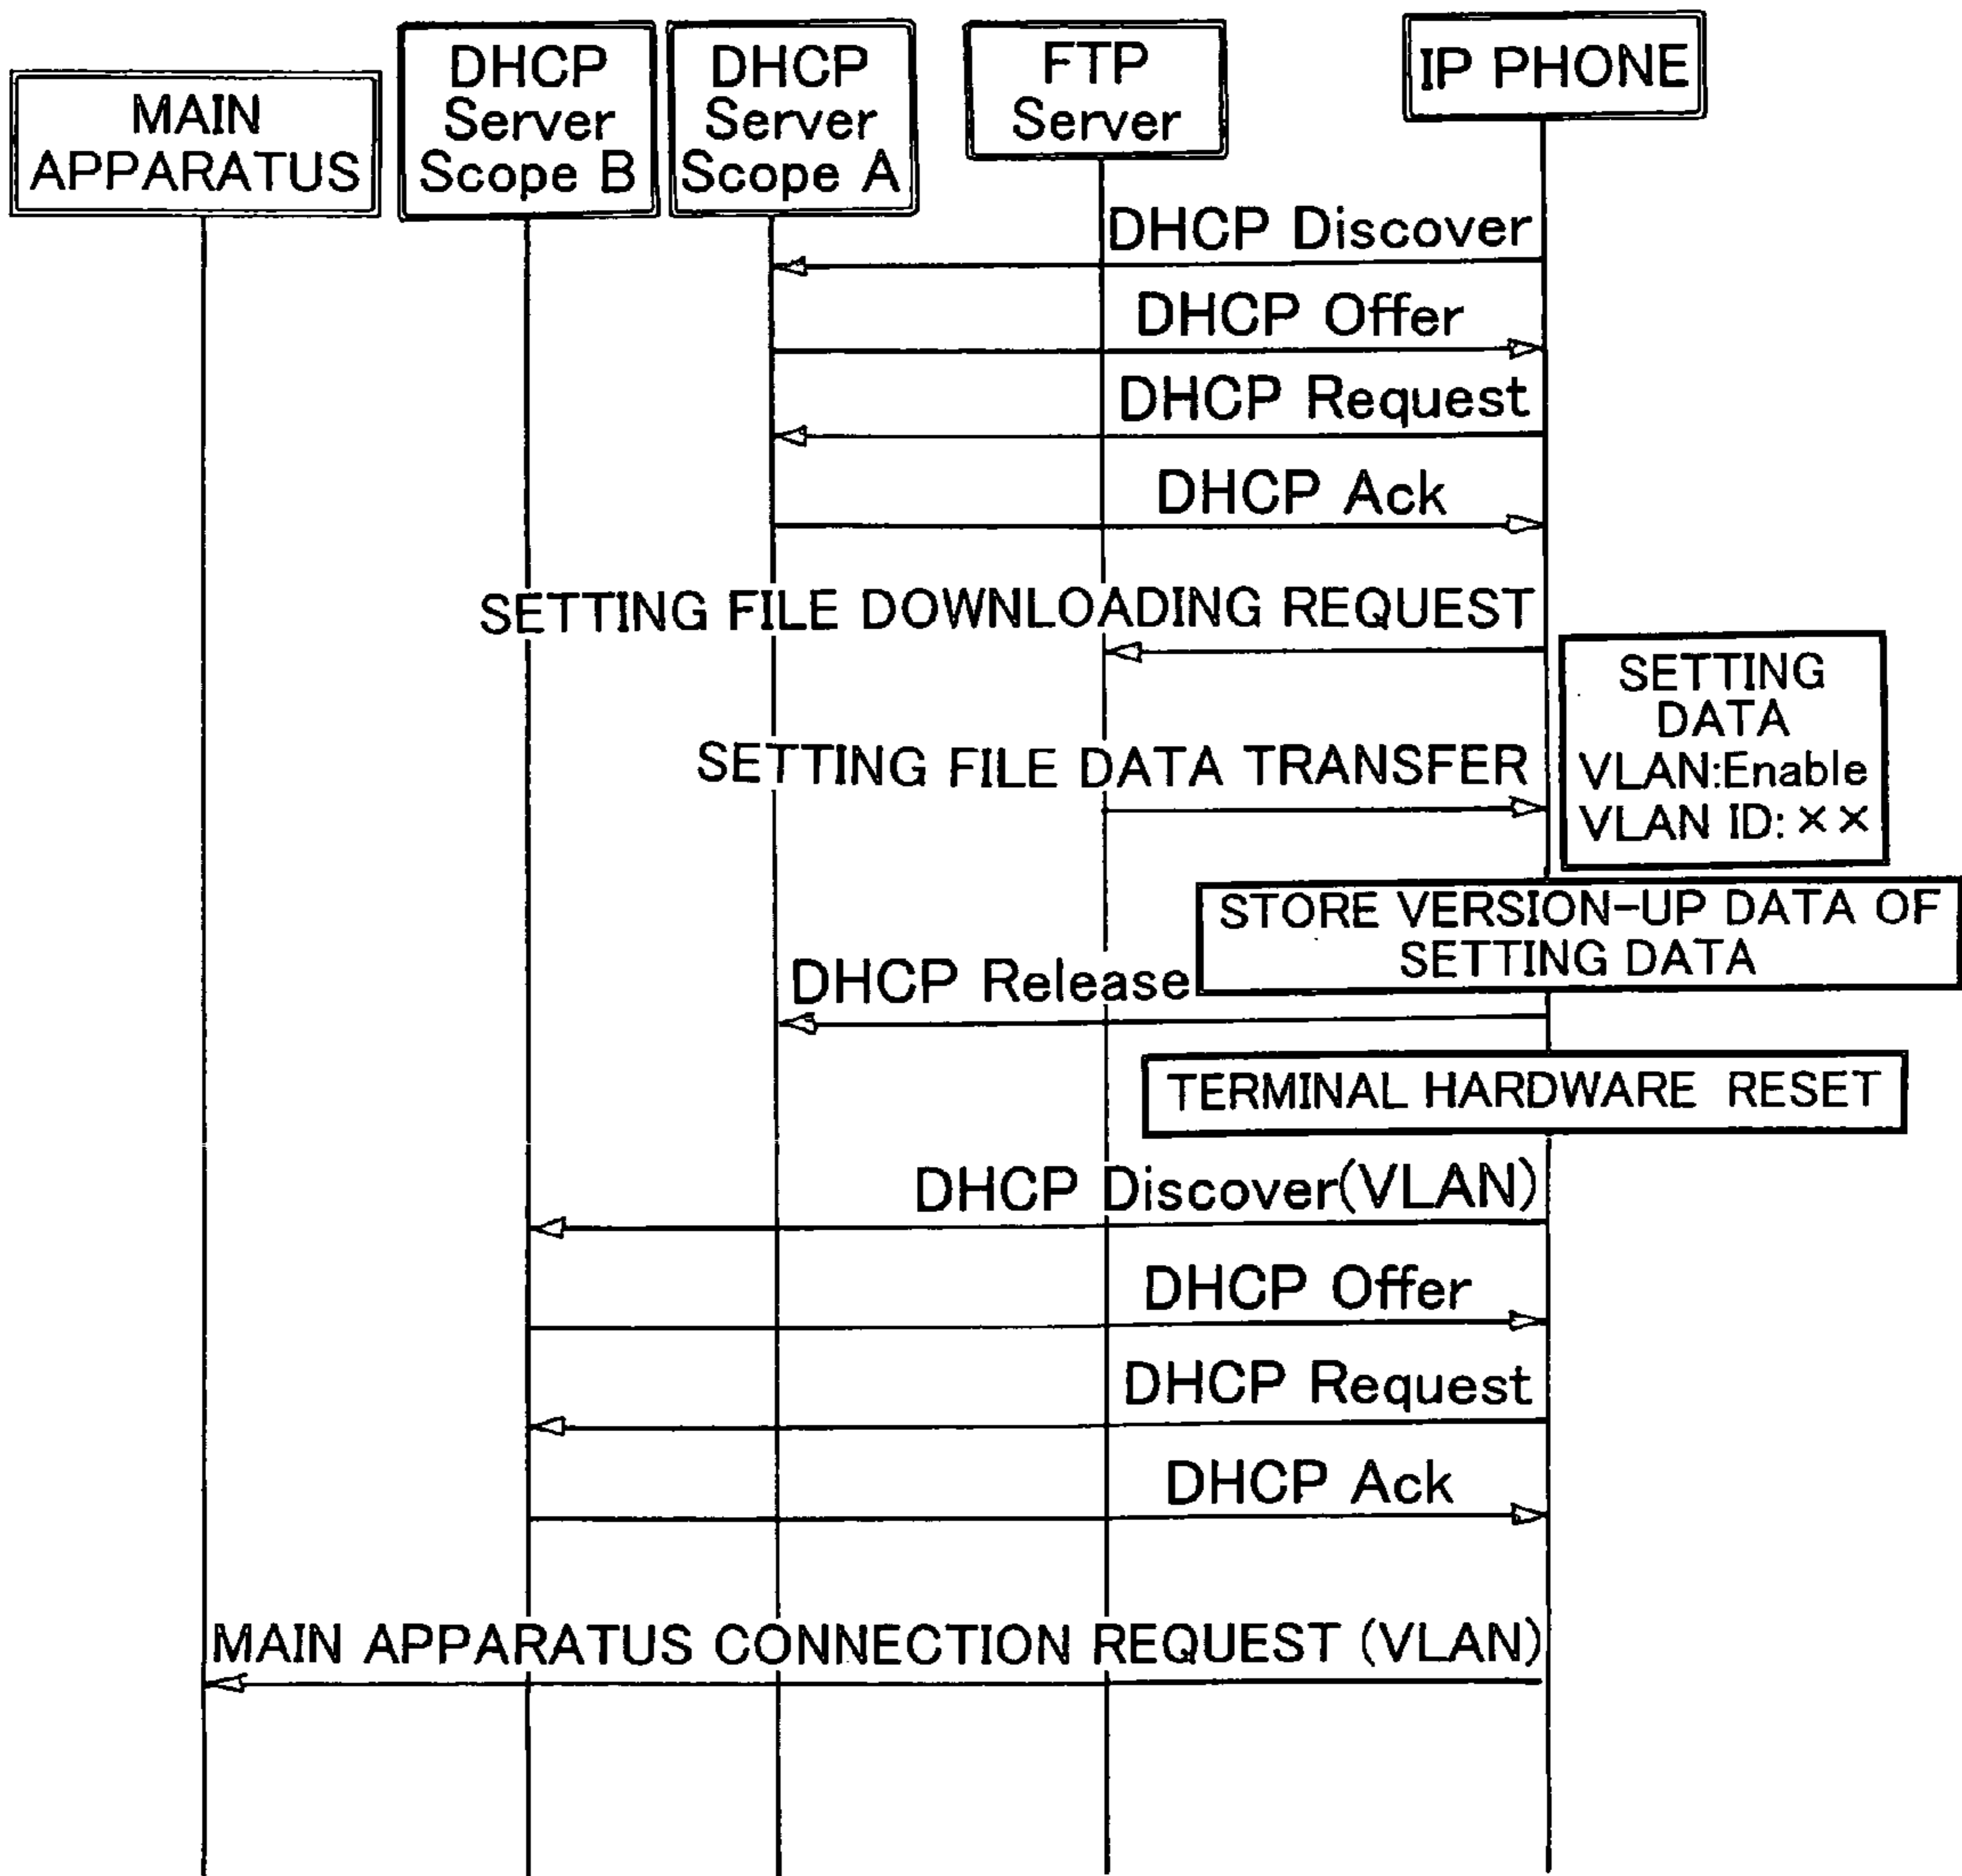 MAIN
APPARATUS
DHCP
Server
Scope B
DHCP
Server
Scope A
FTP
Server
IP PHONE
DHCP Discover
DHCP Offer
DHCP Request
DHCP Ack
SETTING FILE DOWNLOADING REQUEST
SETTING
DATA
VLAN:Enable
VLAN ID: ××
SETTING FILE DATA TRANSFER
STORE VERSION-UP DATA OF
SETTING DATA
DHCP Release
TERMINAL HARDWARE RESET
DHCP Discover(VLAN)
DHCP Offer
DHCP Request
DHCP Ack
MAIN APPARATUS CONNECTION REQUEST (VLAN)